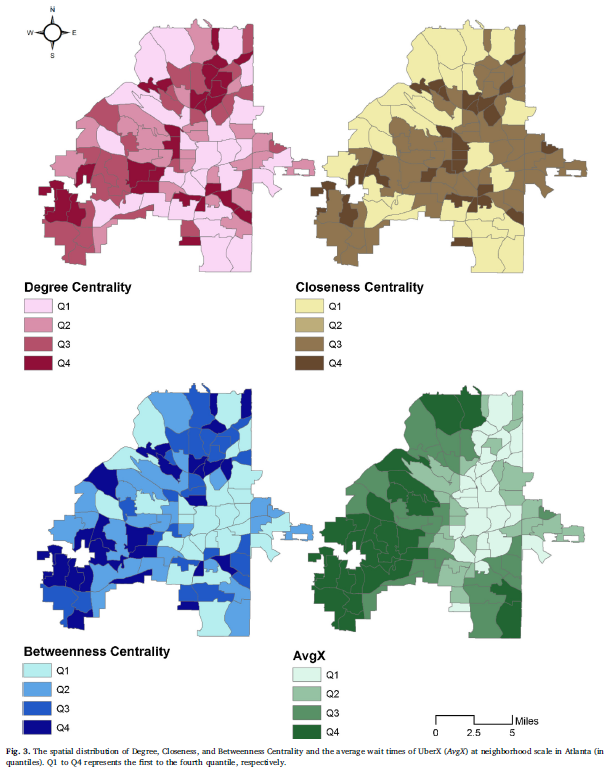 N
W E
S
Degree Centrality
Q1
Q2
Q3
Q4
Closeness Centrality
Q1
Q2
Q3
Q4
Betweenness Centrality
Q1
Q2
Q3
Q4
AvgX
Q1
Q2
Q3
Q4
Miles
0 2.5 5
Fig. 3. The spatial distribution of Degree, Closeness, and Betweenness Centrality and the average wait times of UberX (AvgX) at neighborhood scale in Atlanta (in
quantiles). Q1 to Q4 represents the first to the fourth quantile, respectively.